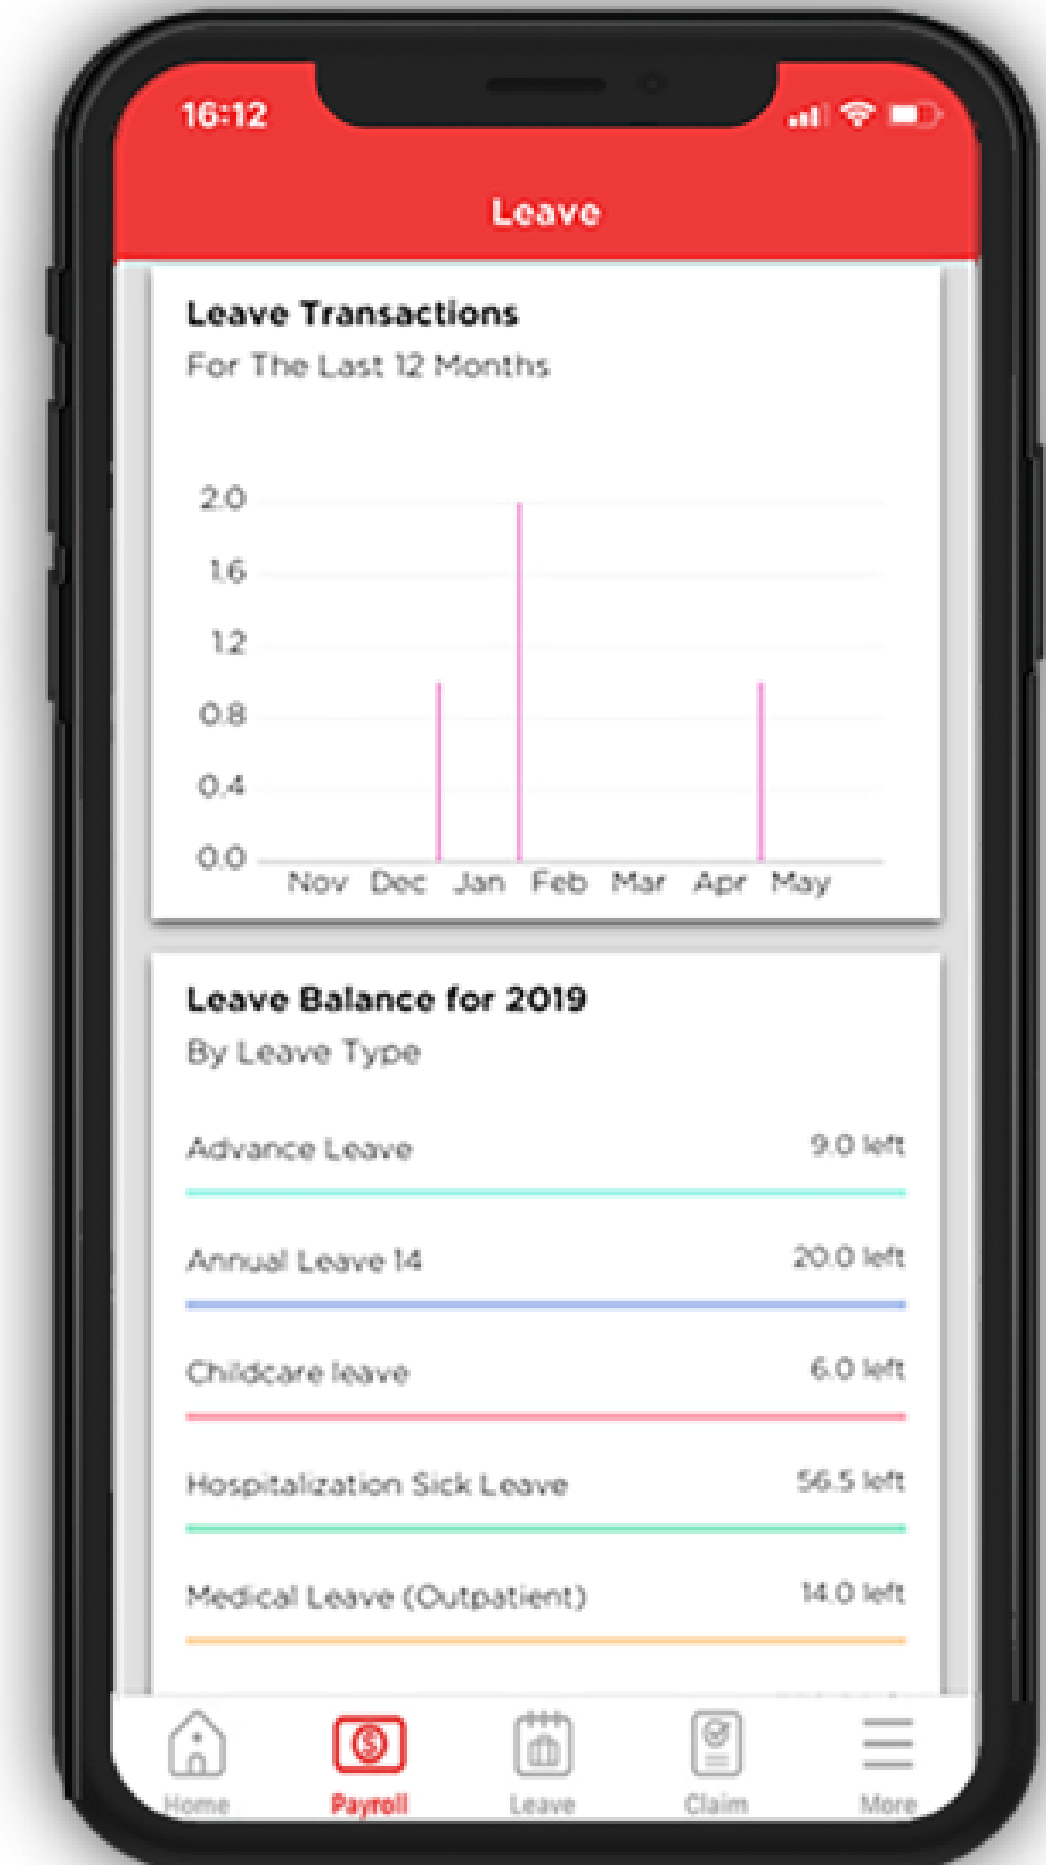 16:12
Leave
Leave Transactions
For The Last 12 Months
2.0
1.6
1.2
0.8
0.4
0.0
Nov Dec Jan Feb Mar Apr May
Leave Balance for 2019
By Leave Type
Advance Leave 9.0 left
Annual Leave 14 20.0 left
Childcare leave 6.0 left
Hospitalization Sick Leave 56.5 left
Medical Leave (Outpatient) 14.0 left
Home Payroll Leave Claim More